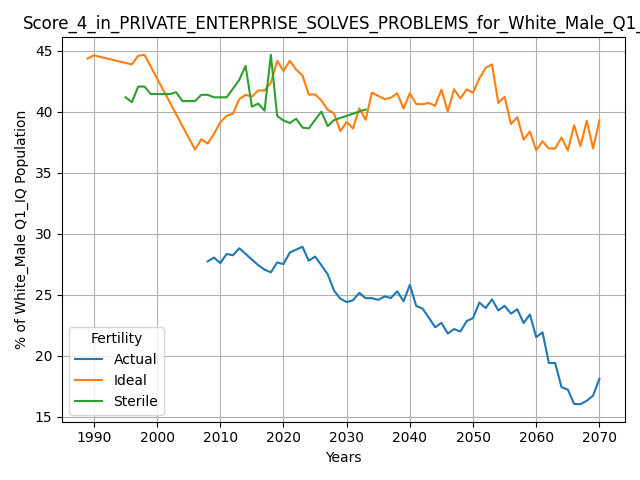 Score_4_in_PRIVATE_ENTERPRISE_SOLVES_PROBLEMS_for_White_Male_Q1_
% of White_Male Q1_IQ Population
45
40
35
30
25
20
15
Fertility
Actual
Ideal
Sterile
1990 2000 2010 2020 2030 2040 2050 2060 2070
Years